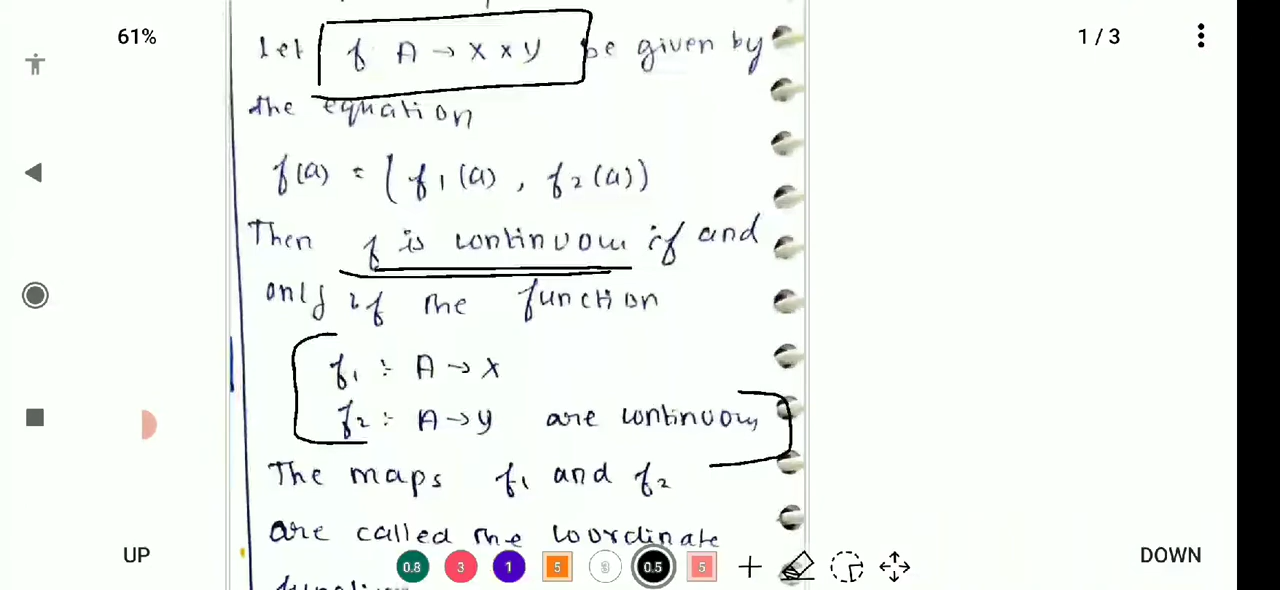 61%
1 / 3
Let f A → X x Y be given by
the equation
f(a) = ( f1(a) , f2(a))
Then f is continuous if and
only if the function
f1 : A → X
f2 : A → Y are continuous
The maps f1 and f2
are called the coordinate
UP
DOWN
0.8 3 1 5 3 0.5 5